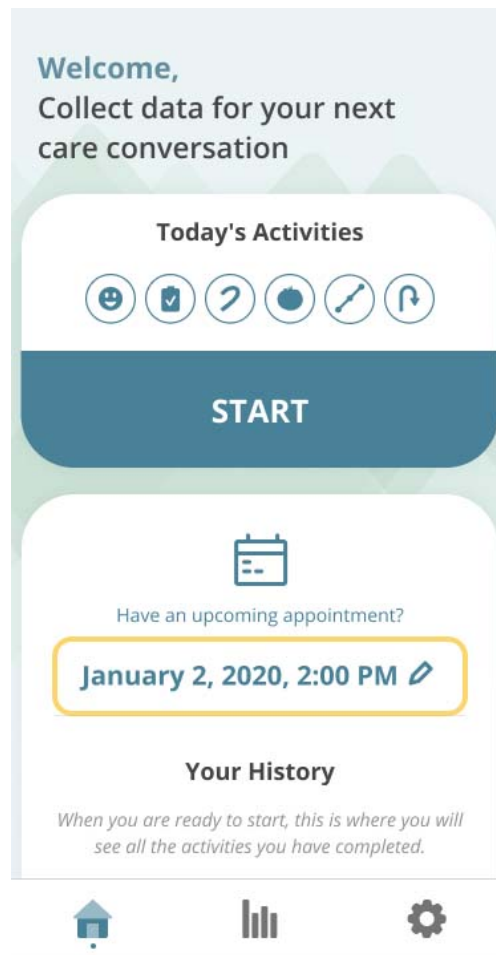 Welcome,
Collect data for your next
care conversation
Today's Activities
START
Have an upcoming appointment?
January 2, 2020, 2:00 PM
Your History
When you are ready to start, this is where you will
see all the activities you have completed.